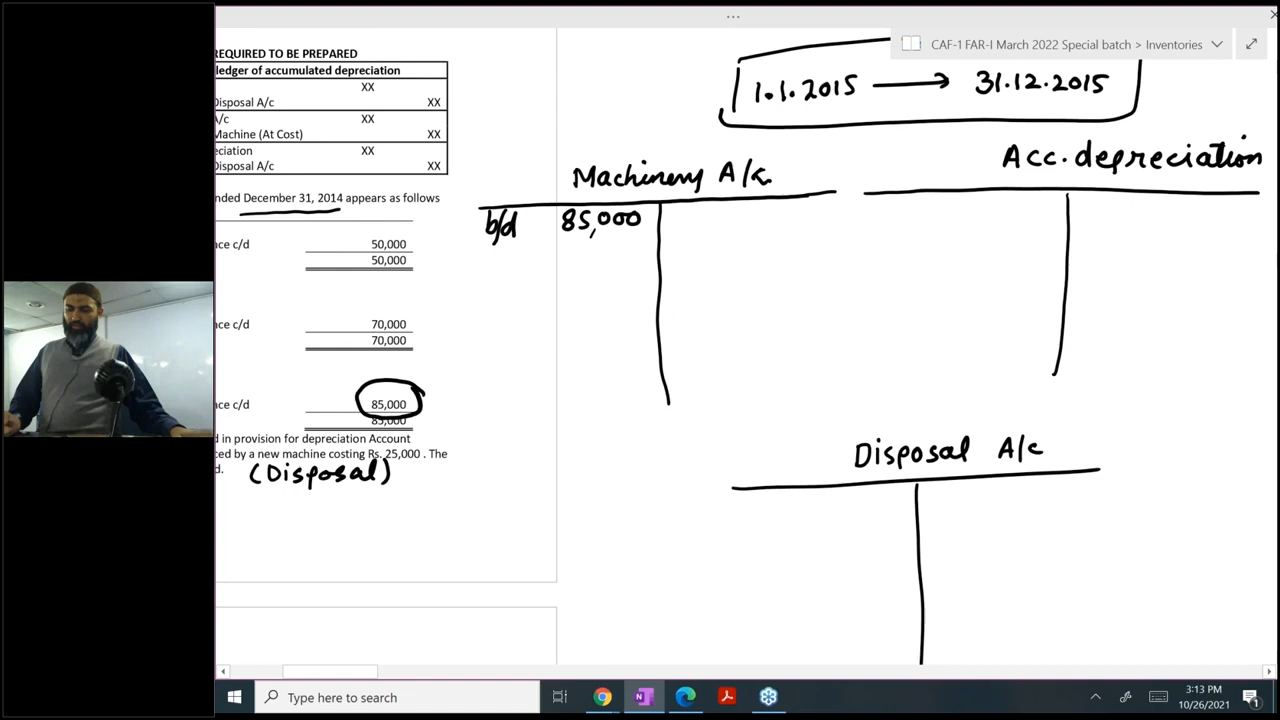 CAF-1 FAR-I March 2022 Special batch > Inventories
REQUIRED TO BE PREPARED
ledger of accumulated depreciation
XX
Disposal A/c XX
A/c XX
Machine (At Cost) XX
eciation XX
Disposal A/c XX
nded December 31, 2014 appears as follows
nce c/d 50,000
50,000
nce c/d 70,000
70,000
nce c/d 85,000
85,000
d in provision for depreciation Account
ced by a new machine costing Rs. 25,000 . The
d.
(Disposal)
1.1.2015 → 31.12.2015
Machinery A/c.
b/d 85,000
Acc. depreciation
Disposal A/c
Type here to search
3:13 PM
10/26/2021
1